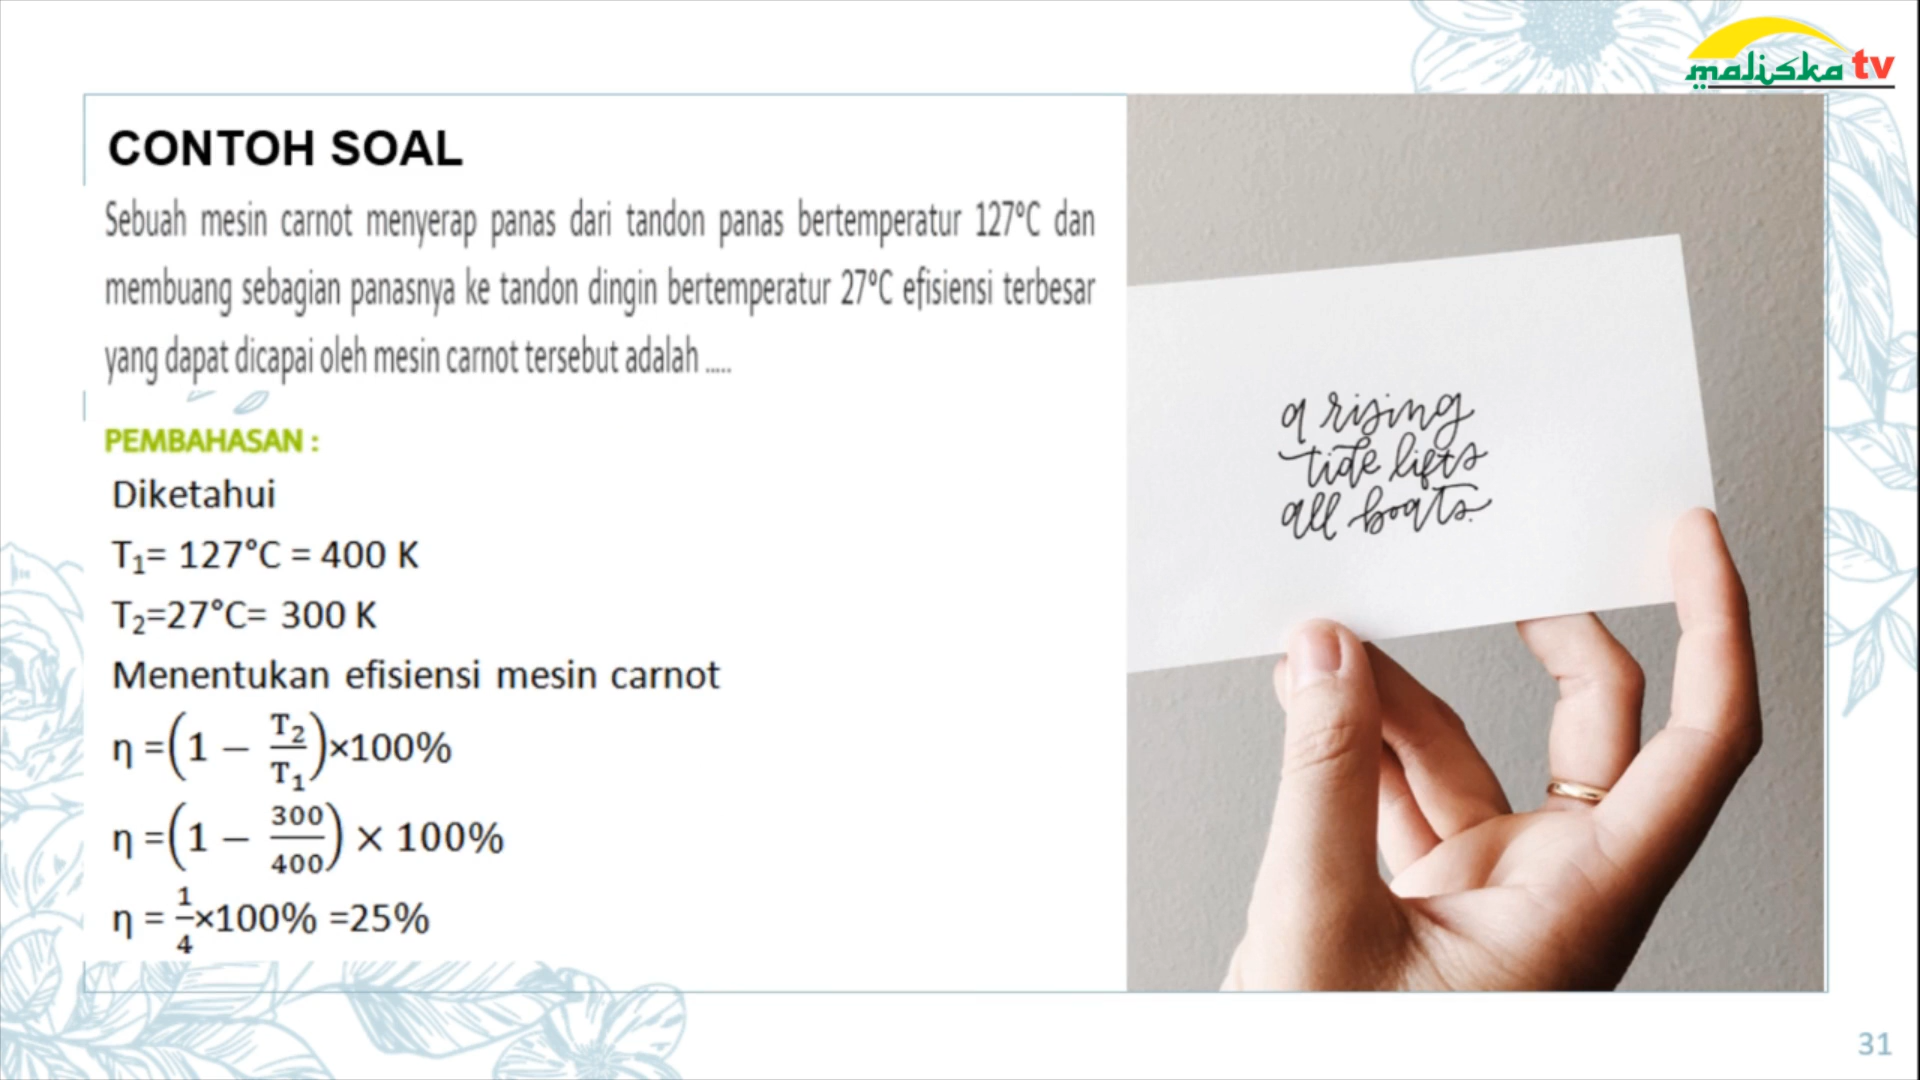 maliska tv
CONTOH SOAL
Sebuah mesin carnot menyerap panas dari tandon panas bertemperatur 127°C dan
membuang sebagian panasnya ke tandon dingin bertemperatur 27°C efisiensi terbesar
yang dapat dicapai oleh mesin carnot tersebut adalah .....
PEMBAHASAN :
Diketahui
T₁= 127°C = 400 K
T₂=27°C= 300 K
Menentukan efisiensi mesin carnot
η =(1 − T₂/T₁)×100%
η =(1 − 300/400) × 100%
η = 1/4×100% =25%
a rising
tide lifts
all boats.
31